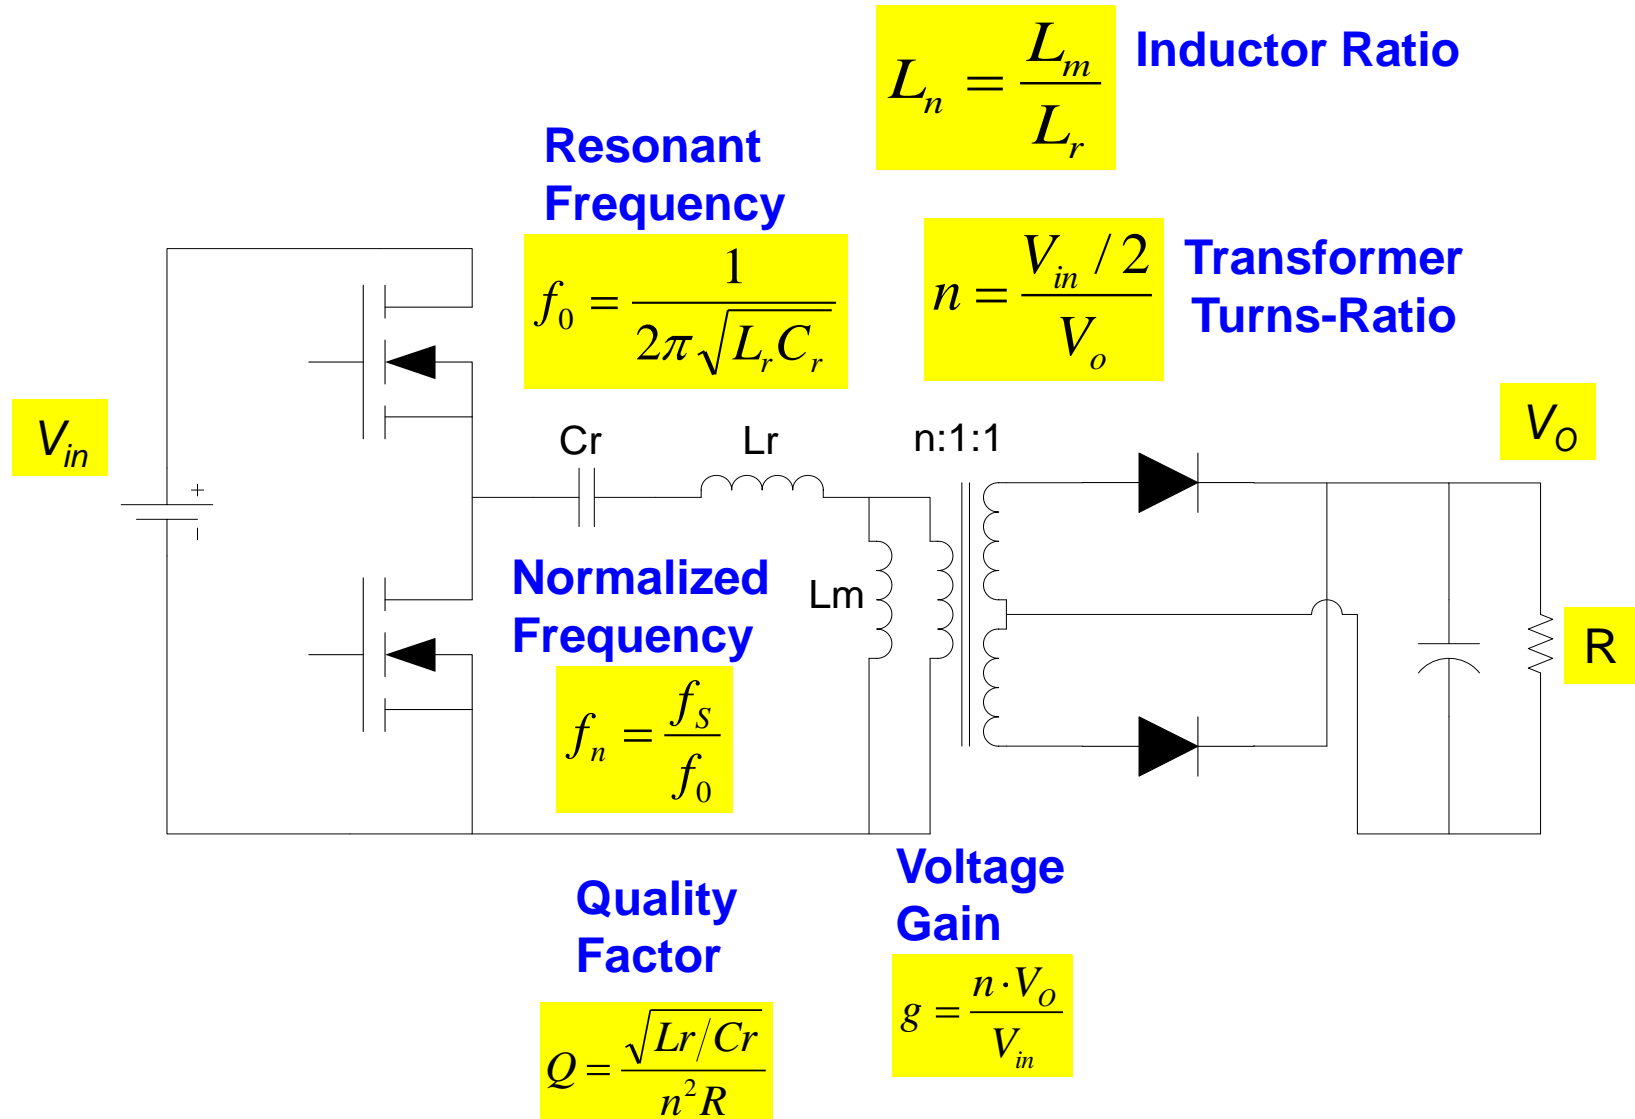 L_n = L_m / L_r
Inductor Ratio
Resonant
Frequency
f_0 = 1 / 2π√(L_r C_r)
n = (V_in / 2) / V_o
Transformer
Turns-Ratio
V_in
+
−
Cr
Lr
n:1:1
V_O
Lm
R
Normalized
Frequency
f_n = f_S / f_0
Quality
Factor
Q = √(Lr/Cr) / n²R
Voltage
Gain
g = n · V_O / V_in